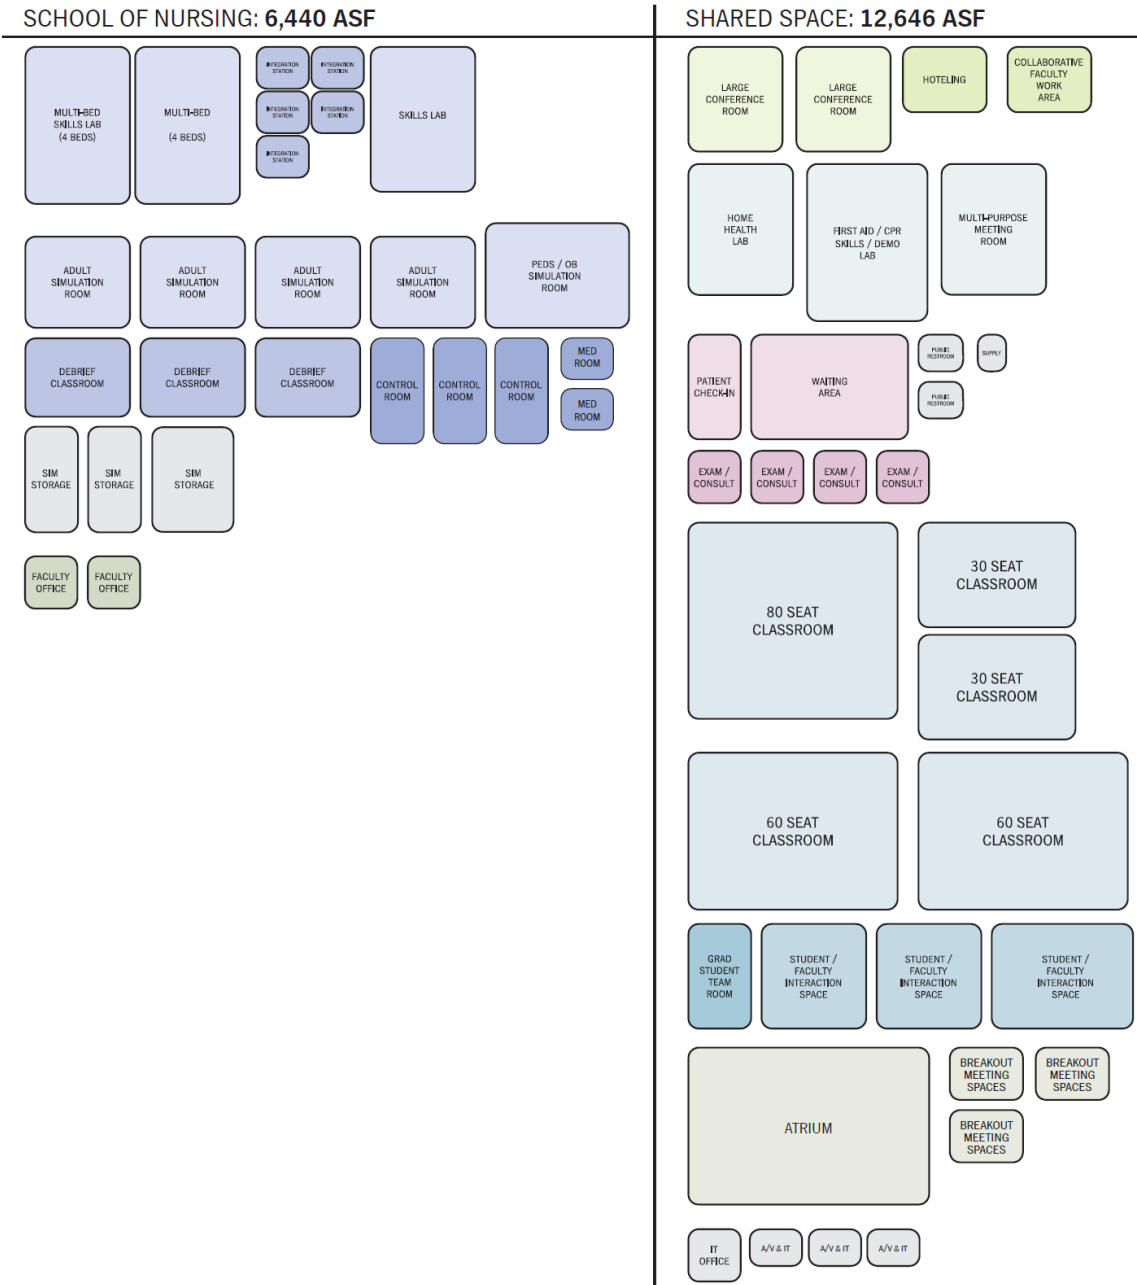 SCHOOL OF NURSING: 6,440 ASF
MULTI-BED
SKILLS LAB
(4 BEDS)
MULTI-BED
(4 BEDS)
INTEGRATION
STATION
INTEGRATION
STATION
INTEGRATION
STATION
INTEGRATION
STATION
INTEGRATION
STATION
SKILLS LAB
ADULT
SIMULATION
ROOM
ADULT
SIMULATION
ROOM
ADULT
SIMULATION
ROOM
ADULT
SIMULATION
ROOM
PEDS / OB
SIMULATION
ROOM
DEBRIEF
CLASSROOM
DEBRIEF
CLASSROOM
DEBRIEF
CLASSROOM
CONTROL
ROOM
CONTROL
ROOM
CONTROL
ROOM
MED
ROOM
MED
ROOM
SIM
STORAGE
SIM
STORAGE
SIM
STORAGE
FACULTY
OFFICE
FACULTY
OFFICE
SHARED SPACE: 12,646 ASF
LARGE
CONFERENCE
ROOM
LARGE
CONFERENCE
ROOM
HOTELING
COLLABORATIVE
FACULTY
WORK
AREA
HOME
HEALTH
LAB
FIRST AID / CPR
SKILLS / DEMO
LAB
MULTI-PURPOSE
MEETING
ROOM
PATIENT
CHECK-IN
WAITING
AREA
PUBLIC
RESTROOM
SUPPLY
PUBLIC
RESTROOM
EXAM /
CONSULT
EXAM /
CONSULT
EXAM /
CONSULT
EXAM /
CONSULT
80 SEAT
CLASSROOM
30 SEAT
CLASSROOM
30 SEAT
CLASSROOM
60 SEAT
CLASSROOM
60 SEAT
CLASSROOM
GRAD
STUDENT
TEAM
ROOM
STUDENT /
FACULTY
INTERACTION
SPACE
STUDENT /
FACULTY
INTERACTION
SPACE
STUDENT /
FACULTY
INTERACTION
SPACE
ATRIUM
BREAKOUT
MEETING
SPACES
BREAKOUT
MEETING
SPACES
BREAKOUT
MEETING
SPACES
IT
OFFICE
A/V & IT
A/V & IT
A/V & IT